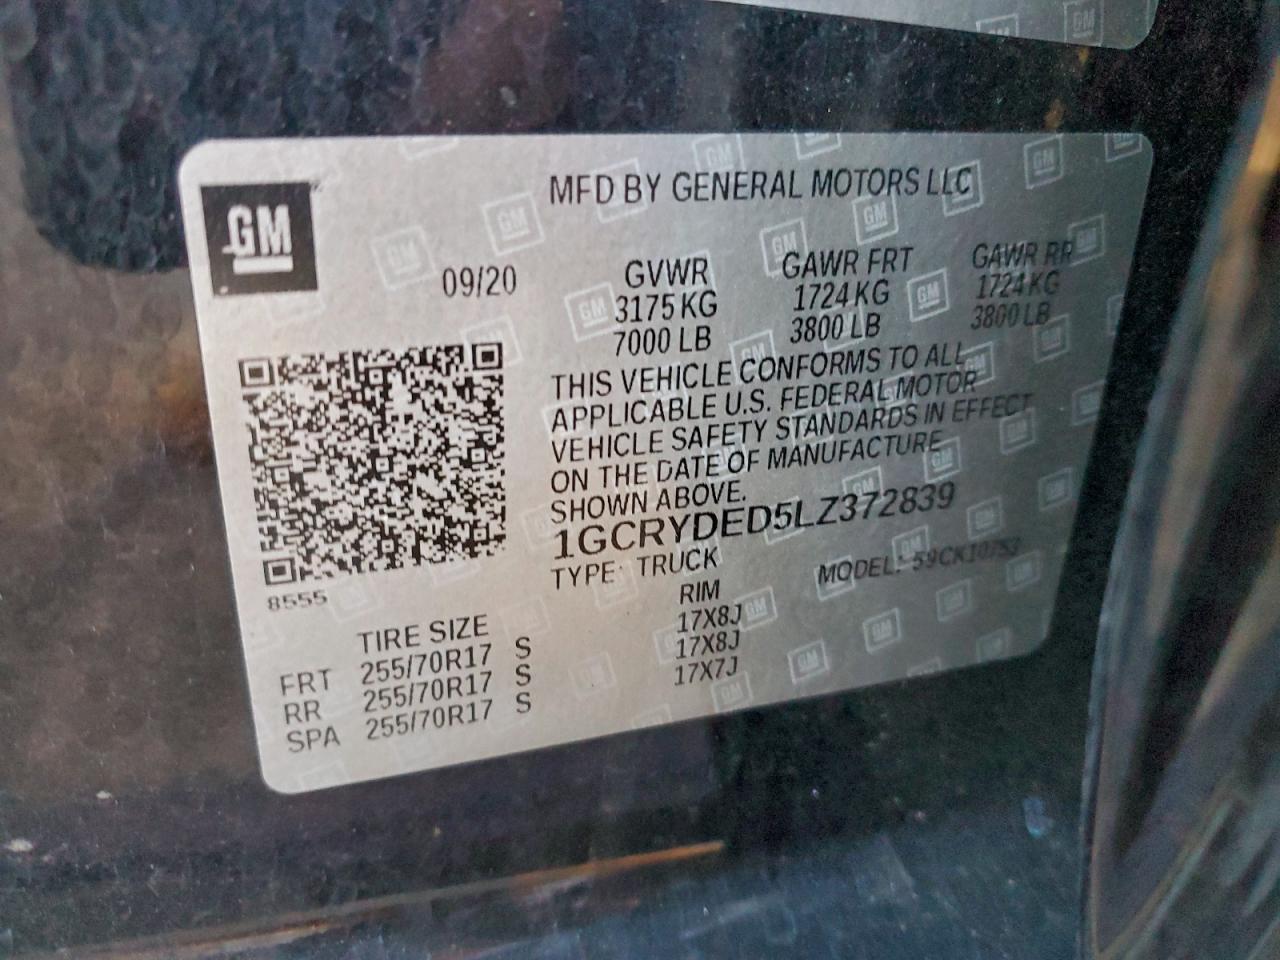 GM
MFD BY GENERAL MOTORS LLC
09/20
GVWR GAWR FRT GAWR RR
3175 KG 1724 KG 1724 KG
7000 LB 3800 LB 3800 LB
THIS VEHICLE CONFORMS TO ALL
APPLICABLE U.S. FEDERAL MOTOR
VEHICLE SAFETY STANDARDS IN EFFECT
ON THE DATE OF MANUFACTURE
SHOWN ABOVE.
1GCRYDED5LZ372839
TYPE: TRUCK MODEL: 59CK10753
8555
TIRE SIZE RIM
FRT 255/70R17 S 17X8J
RR 255/70R17 S 17X8J
SPA 255/70R17 S 17X7J